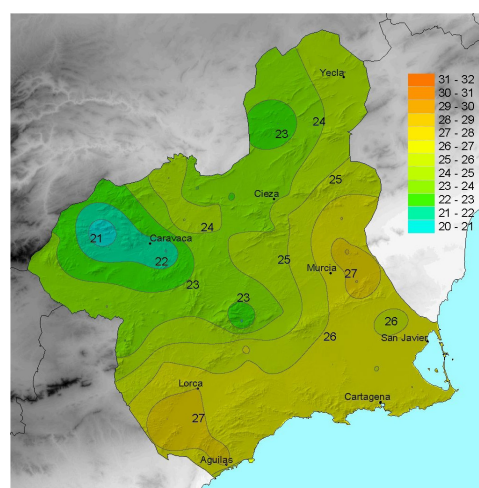 Yecla
31 - 32
30 - 31
29 - 30
28 - 29
27 - 28
26 - 27
25 - 26
24 - 25
23 - 24
22 - 23
21 - 22
20 - 21
24
23
25
Cieza
24
21
Caravaca
22
25
Murcia
27
23
23
26
26
San Javier
Lorca
Cartagena
27
Aguilas